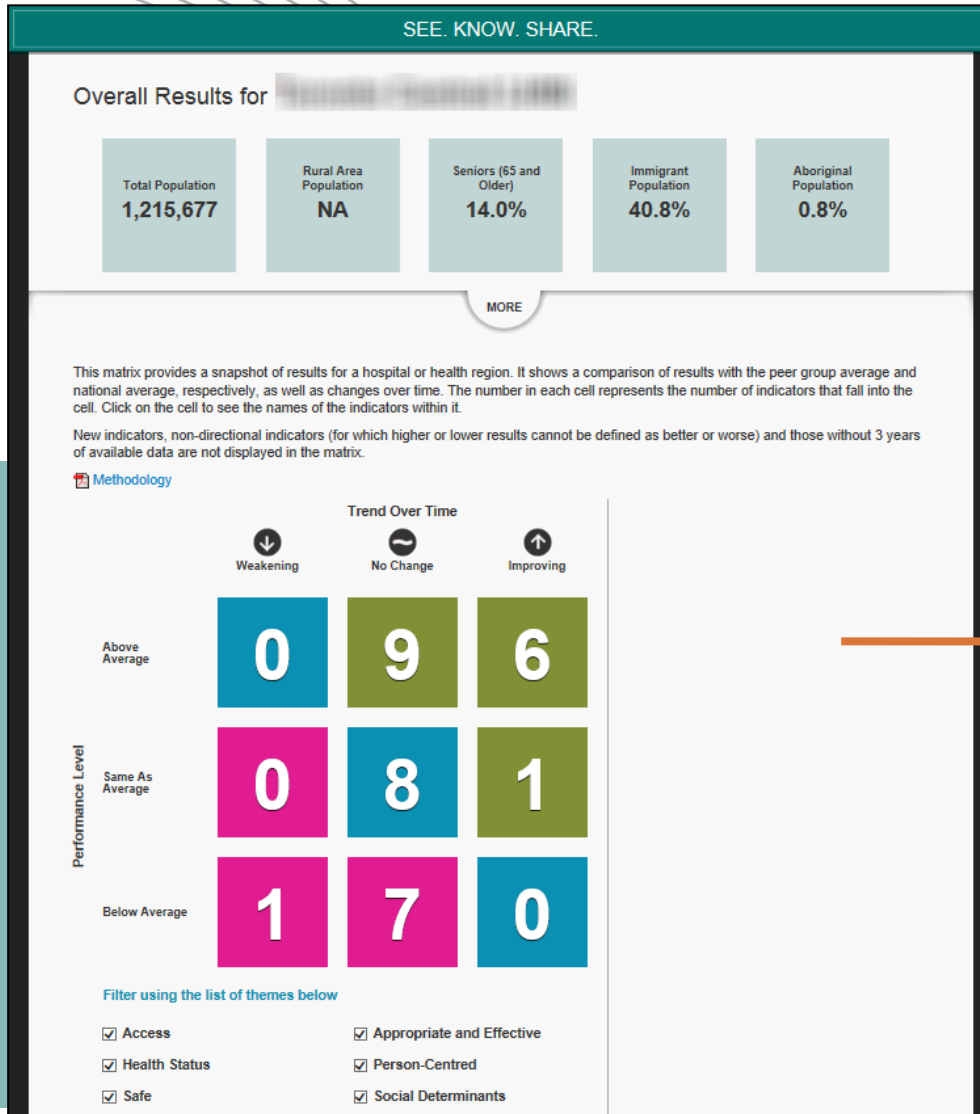 SEE. KNOW. SHARE.
Overall Results for
Total Population
1,215,677
Rural Area
Population
NA
Seniors (65 and
Older)
14.0%
Immigrant
Population
40.8%
Aboriginal
Population
0.8%
MORE
This matrix provides a snapshot of results for a hospital or health region. It shows a comparison of results with the peer group average and
national average, respectively, as well as changes over time. The number in each cell represents the number of indicators that fall into the
cell. Click on the cell to see the names of the indicators within it.
New indicators, non-directional indicators (for which higher or lower results cannot be defined as better or worse) and those without 3 years
of available data are not displayed in the matrix.
Methodology
Trend Over Time
Weakening No Change Improving
Performance Level
Above
Average
0 9 6
Same As
Average
0 8 1
Below Average
1 7 0
Filter using the list of themes below
Access Appropriate and Effective
Health Status Person-Centred
Safe Social Determinants